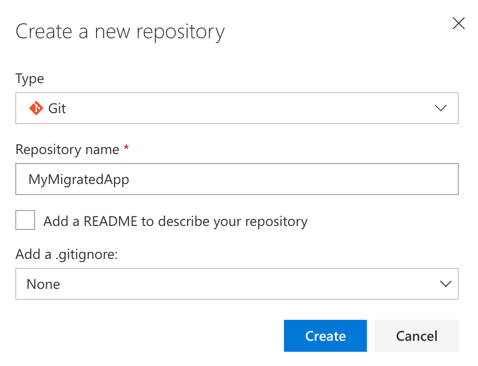 Create a new repository
Type
Git
Repository name *
MyMigratedApp
Add a README to describe your repository
Add a .gitignore:
None
Create Cancel